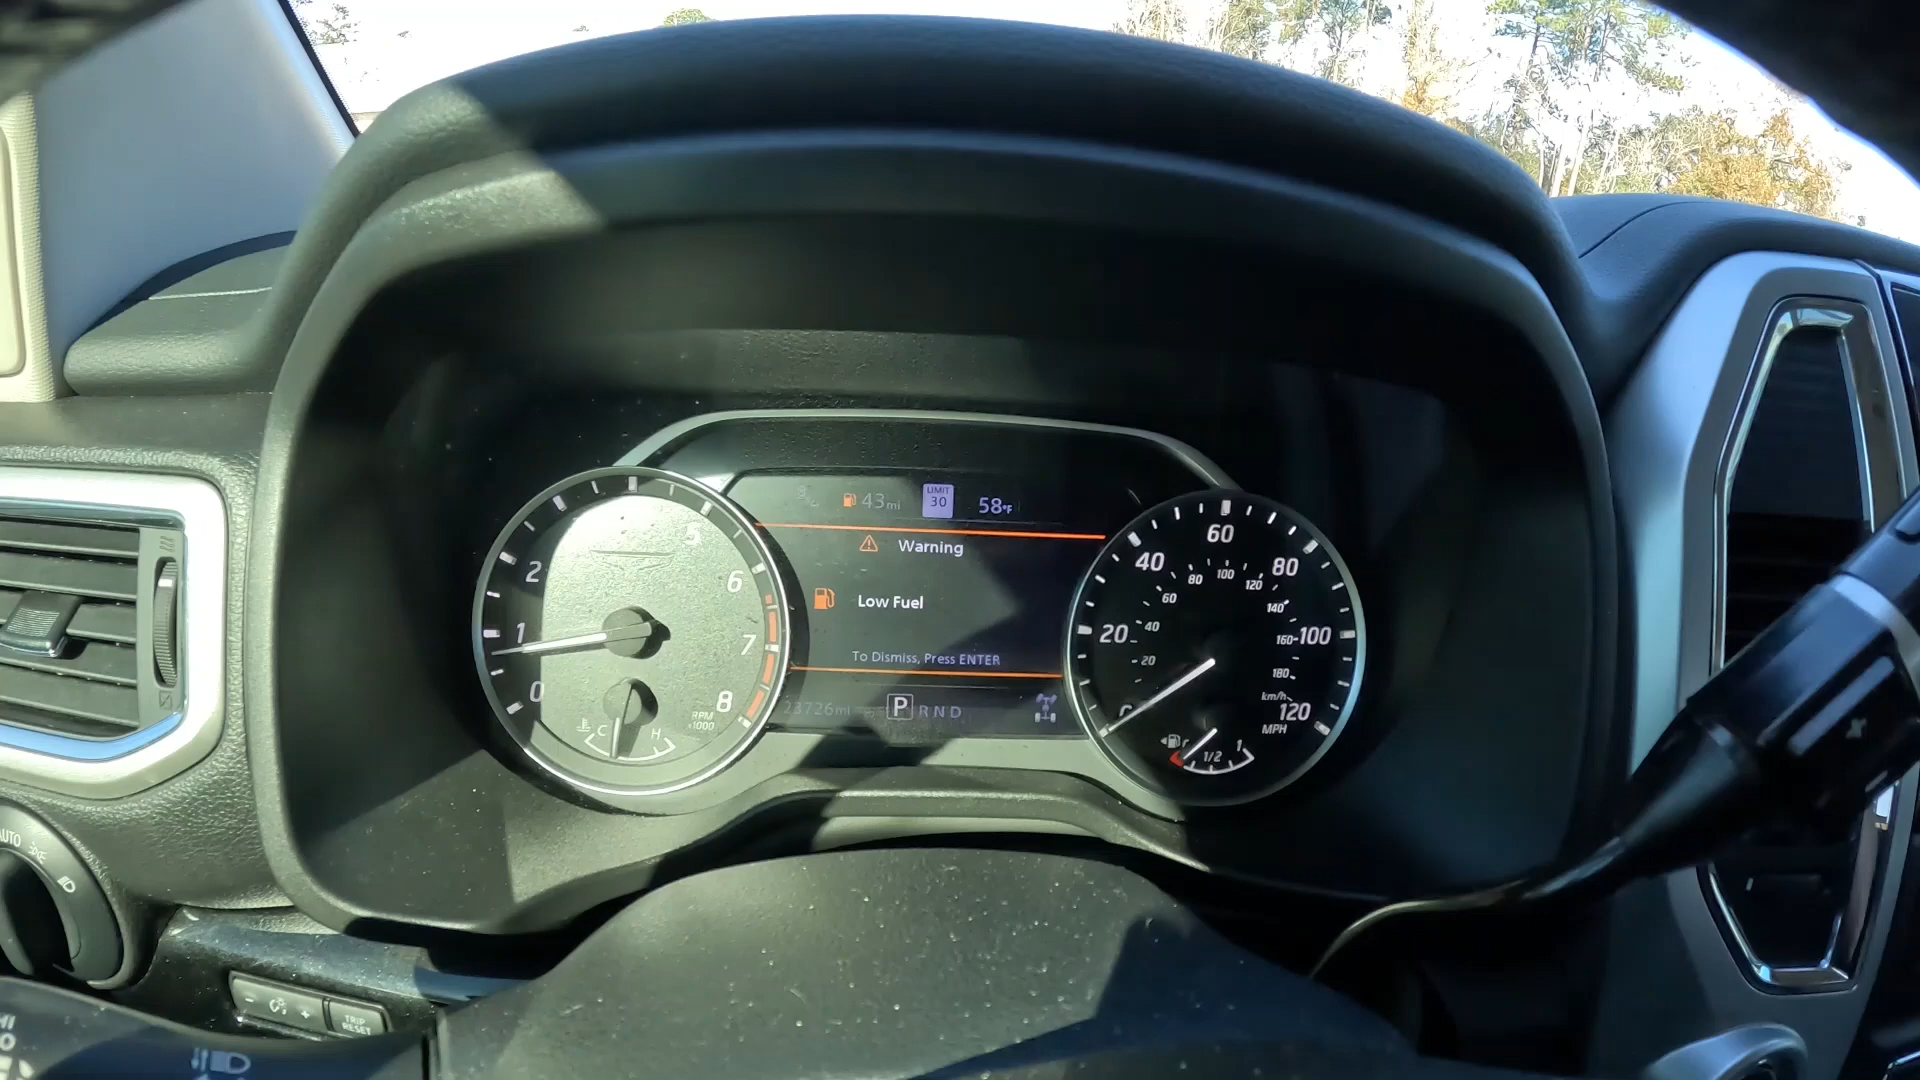 43mi
LIMIT
30
58°F
Warning
Low Fuel
To Dismiss, Press ENTER
23726mi
P R N D
0
1
2
5
6
7
8
RPM
x1000
C
H
20
40
60
80
100
120
20
40
60
80
100
120
140
160
180
km/h
MPH
1/2
1
AUTO
- +
TRIP
RESET